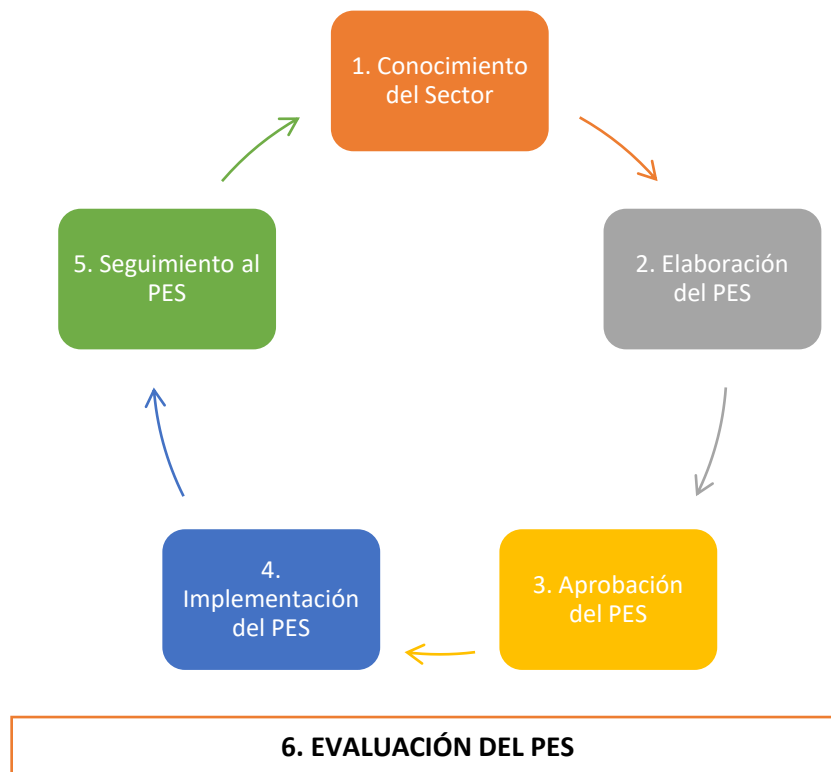 1. Conocimiento
del Sector
2. Elaboración
del PES
3. Aprobación
del PES
4.
Implementación
del PES
5. Seguimiento al
PES
6. EVALUACIÓN DEL PES